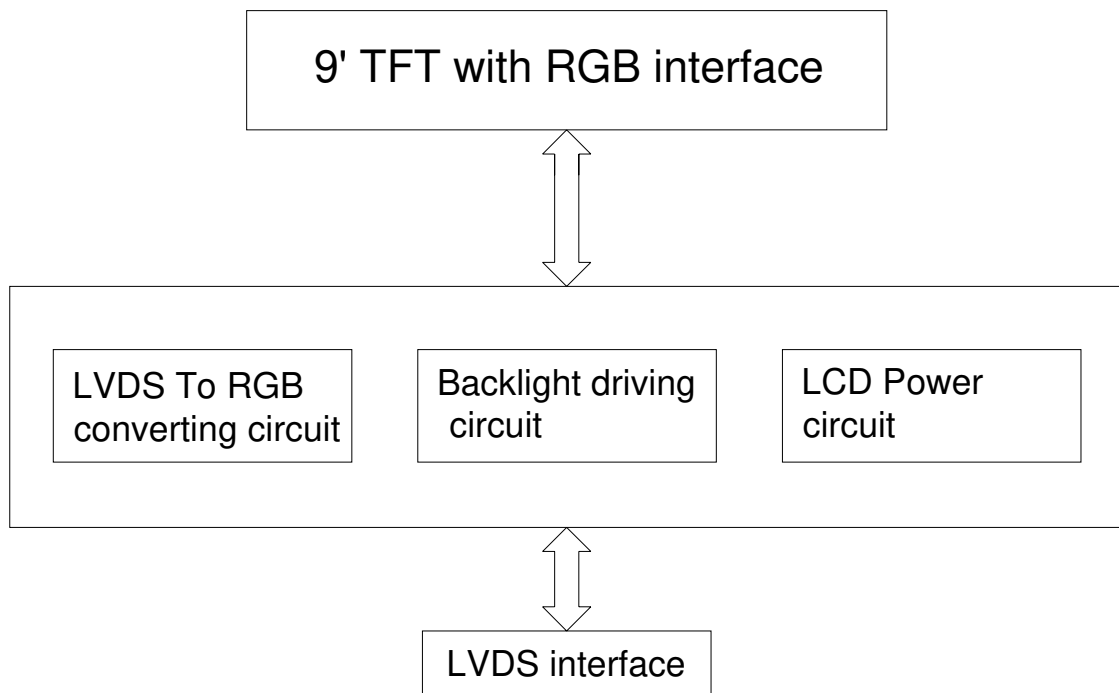 9' TFT with RGB interface
LVDS To RGB
converting circuit
Backlight driving
circuit
LCD Power
circuit
LVDS interface